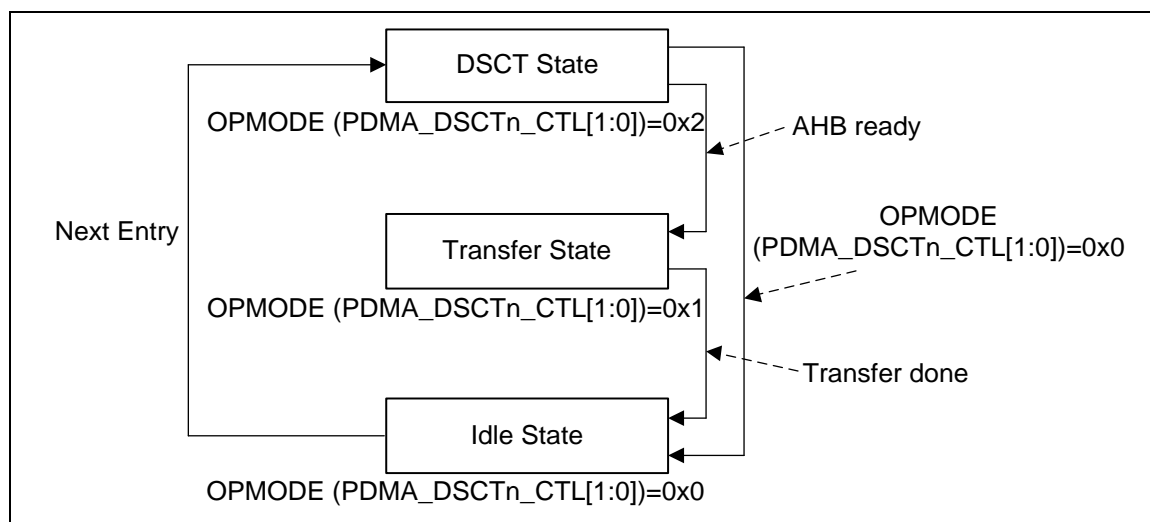 DSCT State
OPMODE (PDMA_DSCTn_CTL[1:0])=0x2
AHB ready
Next Entry
OPMODE
(PDMA_DSCTn_CTL[1:0])=0x0
Transfer State
OPMODE (PDMA_DSCTn_CTL[1:0])=0x1
Transfer done
Idle State
OPMODE (PDMA_DSCTn_CTL[1:0])=0x0